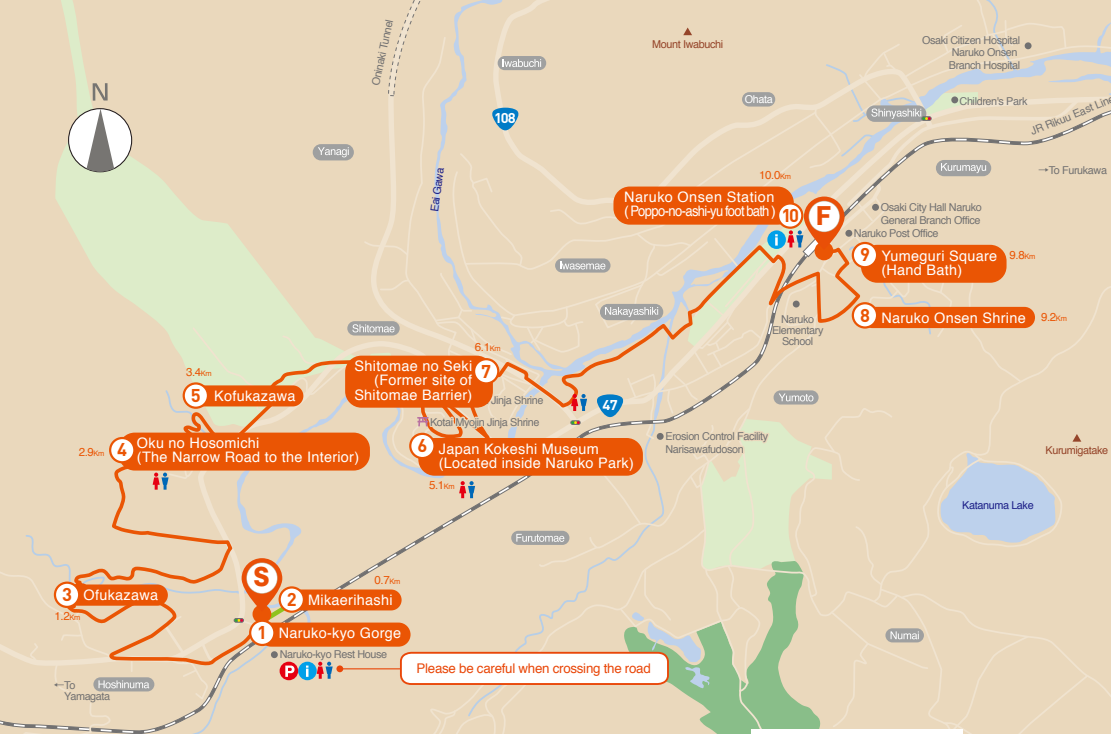 N
Oninaki Tunnel
Mount Iwabuchi
Osaki Citizen Hospital
Naruko Onsen
Branch Hospital
Iwabuchi
Ohata
Children's Park
Shinyashiki
108
JR Rikuu East Line
Yanagi
Kurumayu
→To Furukawa
10.0Km
Eai Gawa
Naruko Onsen Station
(Poppo-no-ashi-yu foot bath)
10
F
Osaki City Hall Naruko
General Branch Office
Naruko Post Office
i
9
Yumeguri Square
(Hand Bath)
9.8Km
Iwasemae
Nakayashiki
Naruko
Elementary
School
8
Naruko Onsen Shrine
9.2Km
Shitomae
6.1Km
Shitomae no Seki
(Former site of
Shitomae Barrier)
7
3.4Km
5
Kofukazawa
Jinja Shrine
47
Yumoto
Kotai Myojin Jinja Shrine
Erosion Control Facility
Narisawafudoson
2.9Km
4
Oku no Hosomichi
(The Narrow Road to the Interior)
6
Japan Kokeshi Museum
(Located inside Naruko Park)
5.1Km
Kurumigatake
Katanuma Lake
Furutomae
S
0.7Km
3
Ofukazawa
1.2Km
2
Mikaerihashi
1
Naruko-kyo Gorge
Numai
Naruko-kyo Rest House
P
i
Please be careful when crossing the road
←To
Yamagata
Hoshinuma